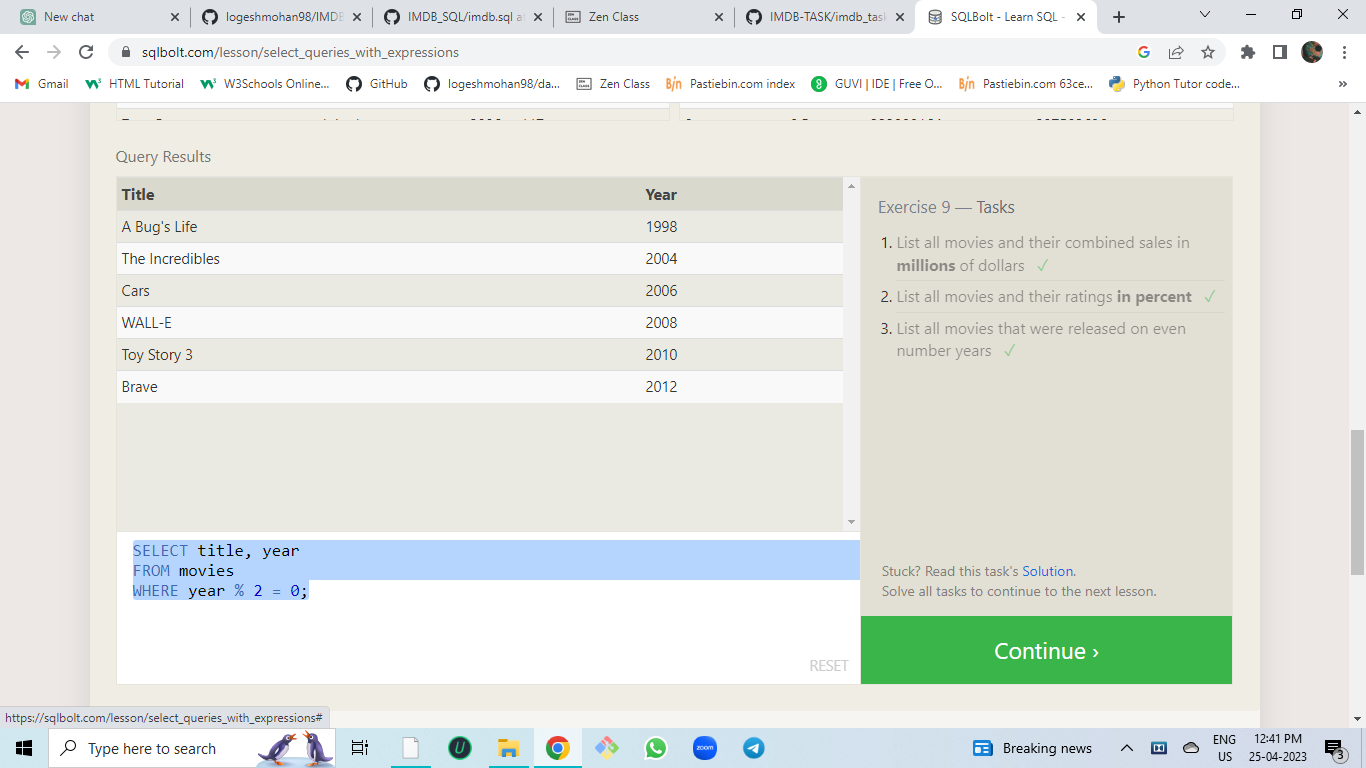 New chat
logeshmohan98/IMDB
IMDB_SQL/imdb.sql at
Zen Class
IMDB-TASK/imdb_task
SQLBolt - Learn SQL -
sqlbolt.com/lesson/select_queries_with_expressions
Gmail
HTML Tutorial
W3Schools Online...
GitHub
logeshmohan98/da...
Zen Class
Pastiebin.com index
GUVI | IDE | Free O...
Pastiebin.com 63ce...
Python Tutor code...
»
Query Results
Title Year
A Bug's Life 1998
The Incredibles 2004
Cars 2006
WALL-E 2008
Toy Story 3 2010
Brave 2012
Exercise 9 — Tasks
1. List all movies and their combined sales in
millions of dollars ✓
2. List all movies and their ratings in percent ✓
3. List all movies that were released on even
number years ✓
SELECT title, year
FROM movies
WHERE year % 2 = 0;
RESET
Stuck? Read this task's Solution.
Solve all tasks to continue to the next lesson.
Continue ›
https://sqlbolt.com/lesson/select_queries_with_expressions#
Type here to search
zoom
Breaking news
ENG
US
12:41 PM
25-04-2023
3